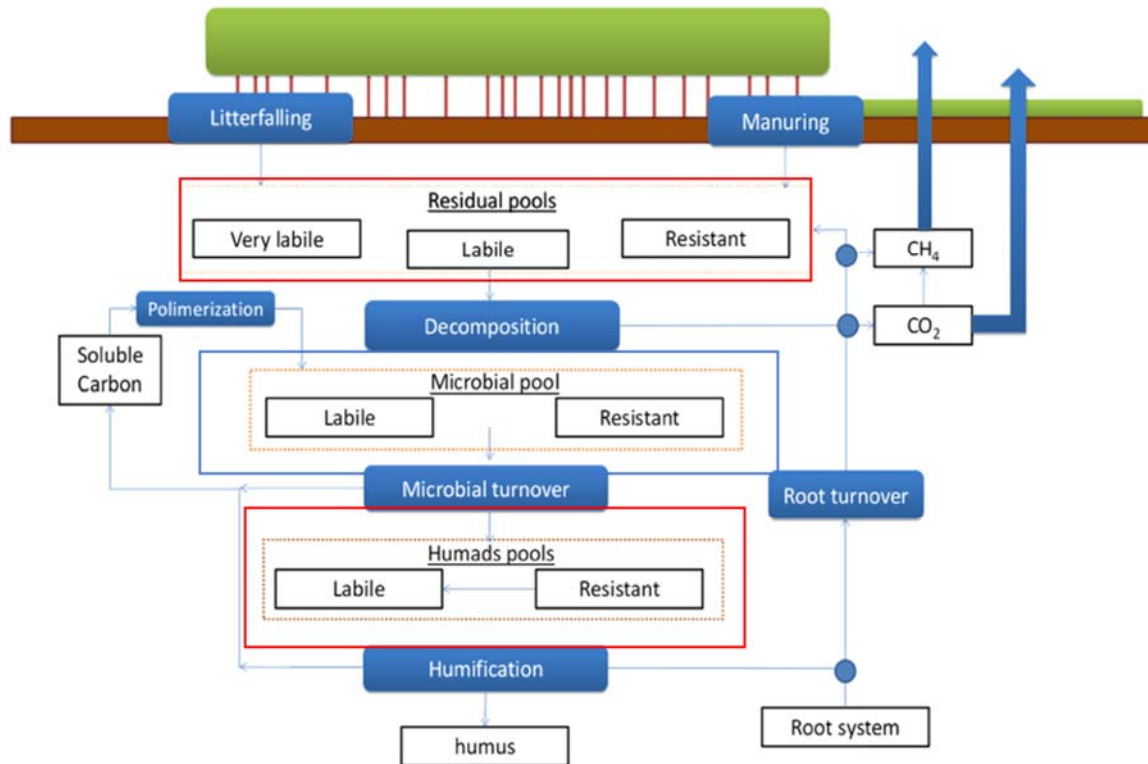 Litterfalling
Manuring
Residual pools
Very labile
Labile
Resistant
CH₄
Polimerization
Decomposition
CO₂
Soluble
Carbon
Microbial pool
Labile
Resistant
Microbial turnover
Root turnover
Humads pools
Labile
Resistant
Humification
Root system
humus